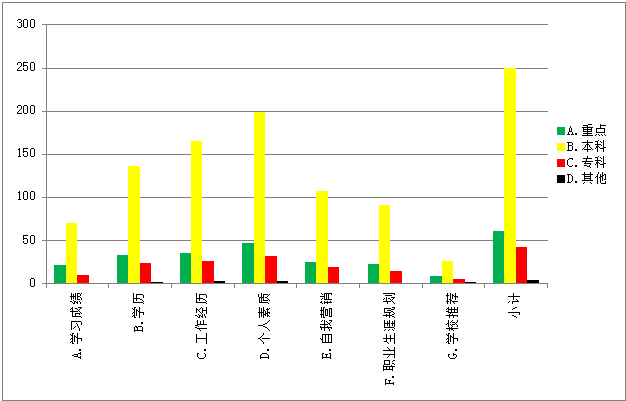 300
250
200
150
100
50
0
A.学习成绩
B.学历
C.工作经历
D.个人素质
E.自我营销
F.职业生涯规划
G.学校推荐
小计
A.重点
B.本科
C.专科
D.其他